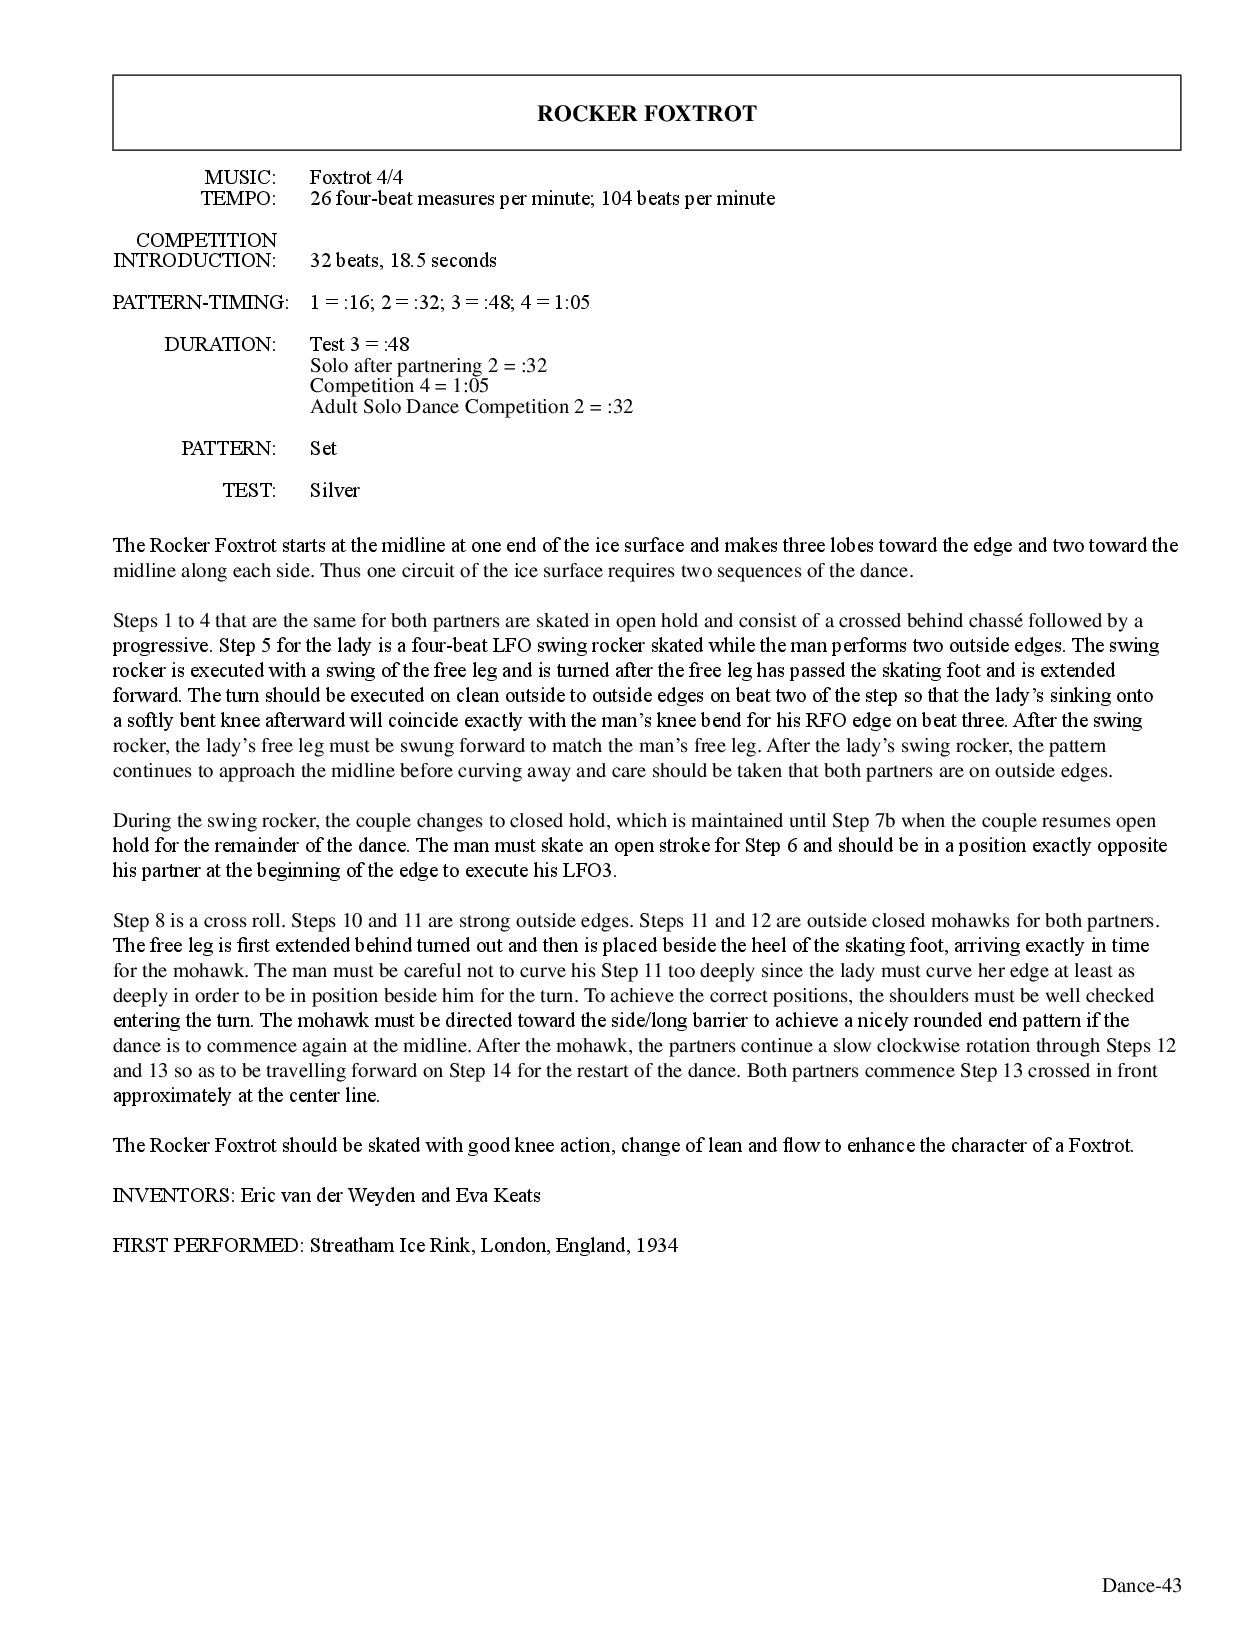 ROCKER FOXTROT
MUSIC: Foxtrot 4/4
TEMPO: 26 four-beat measures per minute; 104 beats per minute
COMPETITION
INTRODUCTION: 32 beats, 18.5 seconds
PATTERN-TIMING: 1 = :16; 2 = :32; 3 = :48; 4 = 1:05
DURATION: Test 3 = :48
Solo after partnering 2 = :32
Competition 4 = 1:05
Adult Solo Dance Competition 2 = :32
PATTERN: Set
TEST: Silver
The Rocker Foxtrot starts at the midline at one end of the ice surface and makes three lobes toward the edge and two toward the
midline along each side. Thus one circuit of the ice surface requires two sequences of the dance.
Steps 1 to 4 that are the same for both partners are skated in open hold and consist of a crossed behind chassé followed by a
progressive. Step 5 for the lady is a four-beat LFO swing rocker skated while the man performs two outside edges. The swing
rocker is executed with a swing of the free leg and is turned after the free leg has passed the skating foot and is extended
forward. The turn should be executed on clean outside to outside edges on beat two of the step so that the lady’s sinking onto
a softly bent knee afterward will coincide exactly with the man’s knee bend for his RFO edge on beat three. After the swing
rocker, the lady’s free leg must be swung forward to match the man’s free leg. After the lady’s swing rocker, the pattern
continues to approach the midline before curving away and care should be taken that both partners are on outside edges.
During the swing rocker, the couple changes to closed hold, which is maintained until Step 7b when the couple resumes open
hold for the remainder of the dance. The man must skate an open stroke for Step 6 and should be in a position exactly opposite
his partner at the beginning of the edge to execute his LFO3.
Step 8 is a cross roll. Steps 10 and 11 are strong outside edges. Steps 11 and 12 are outside closed mohawks for both partners.
The free leg is first extended behind turned out and then is placed beside the heel of the skating foot, arriving exactly in time
for the mohawk. The man must be careful not to curve his Step 11 too deeply since the lady must curve her edge at least as
deeply in order to be in position beside him for the turn. To achieve the correct positions, the shoulders must be well checked
entering the turn. The mohawk must be directed toward the side/long barrier to achieve a nicely rounded end pattern if the
dance is to commence again at the midline. After the mohawk, the partners continue a slow clockwise rotation through Steps 12
and 13 so as to be travelling forward on Step 14 for the restart of the dance. Both partners commence Step 13 crossed in front
approximately at the center line.
The Rocker Foxtrot should be skated with good knee action, change of lean and flow to enhance the character of a Foxtrot.
INVENTORS: Eric van der Weyden and Eva Keats
FIRST PERFORMED: Streatham Ice Rink, London, England, 1934
Dance-43